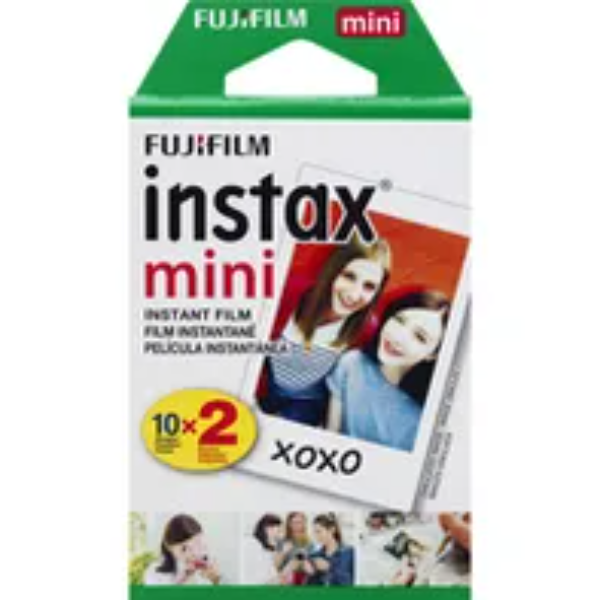 FUJIFILM mini
FUJIFILM
instax®
mini
INSTANT FILM
FILM INSTANTANÉ
PELÍCULA INSTANTÁNEA
10×2
XOXO